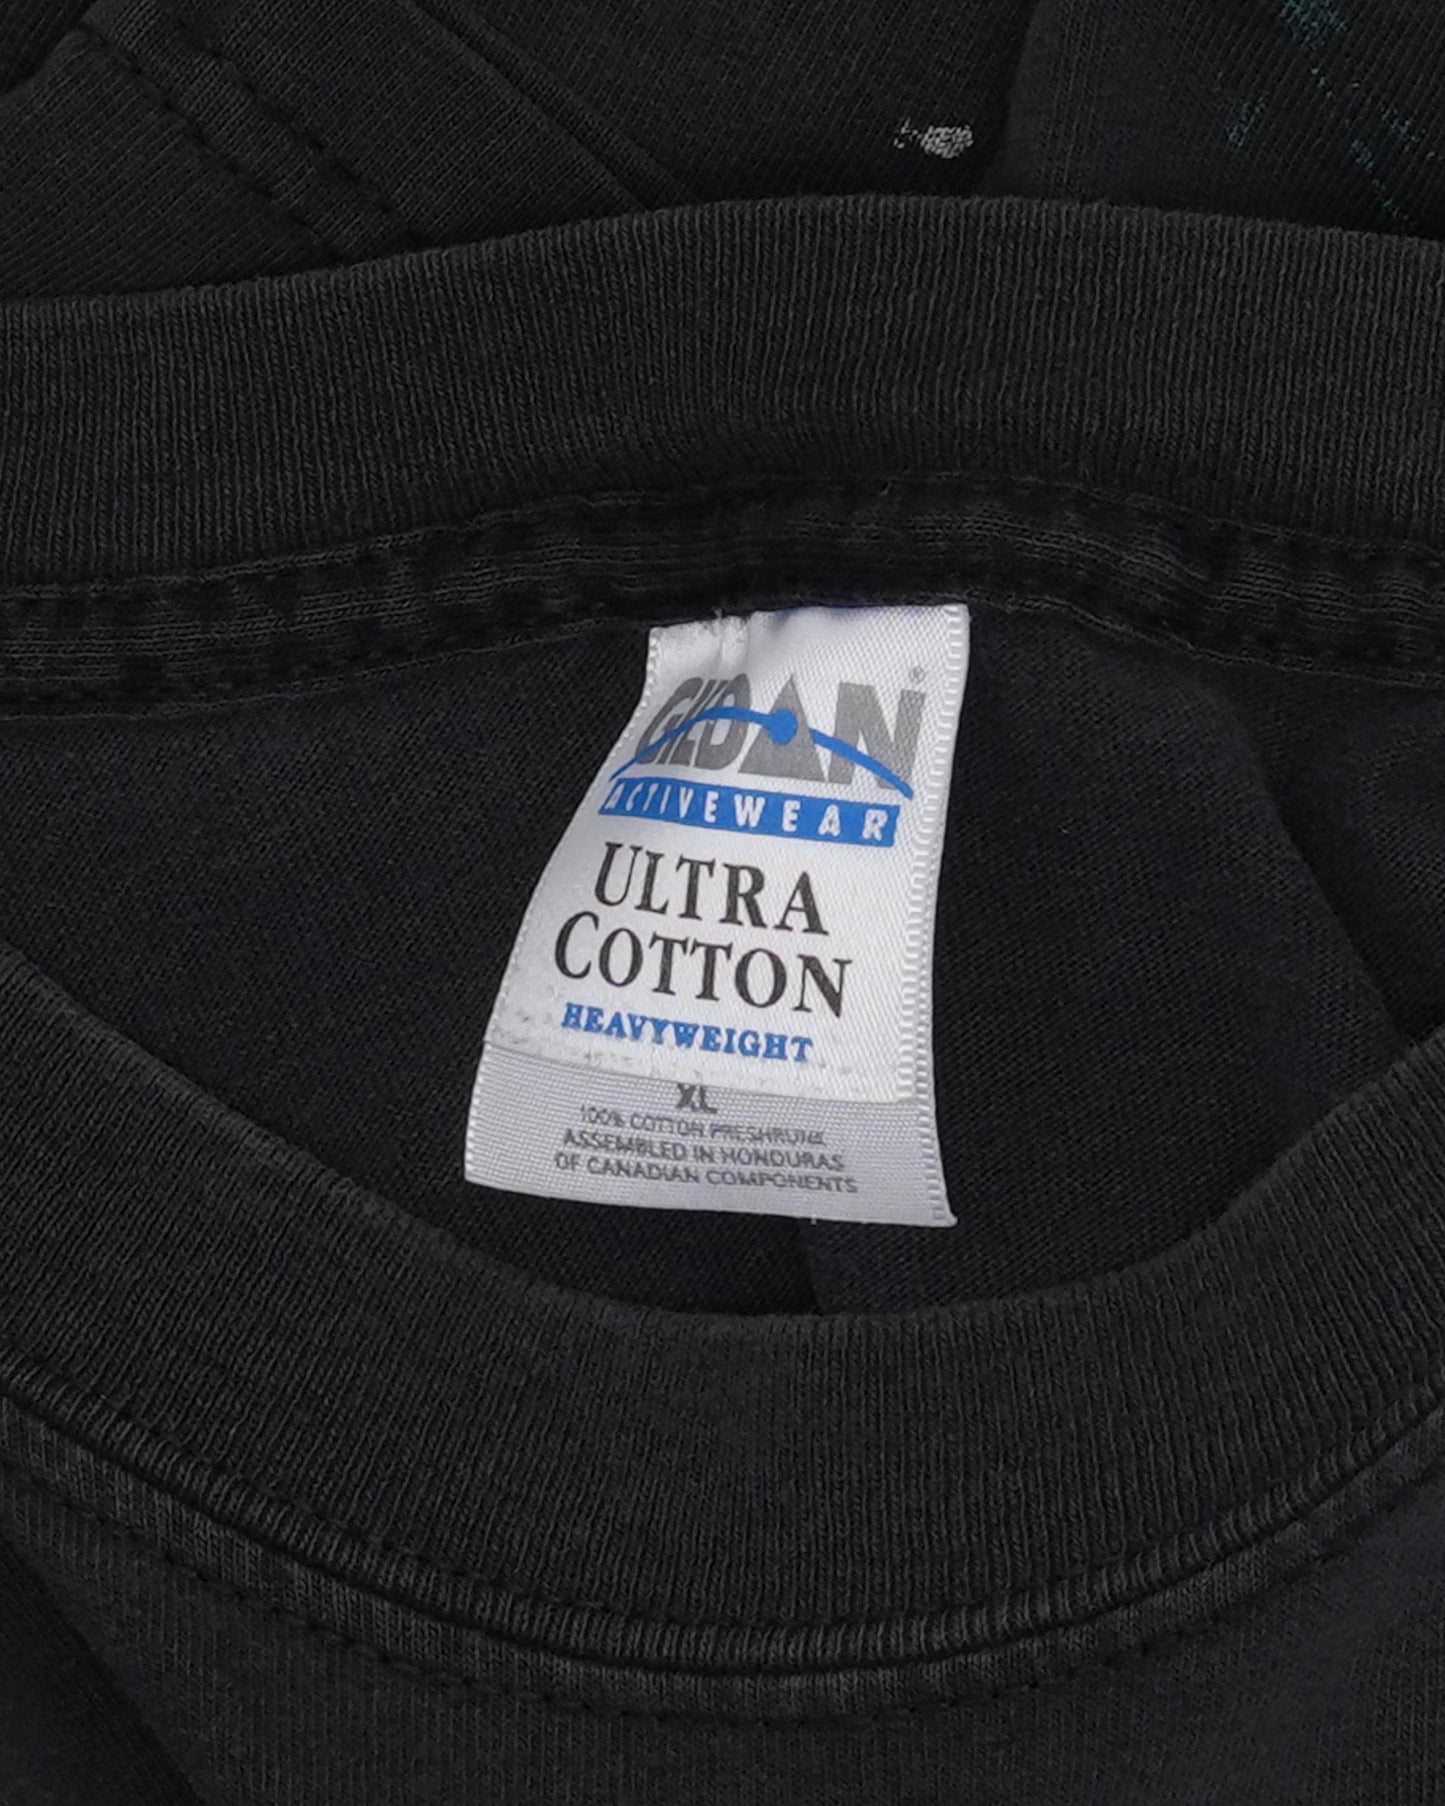 GILDAN®
ACTIVEWEAR
ULTRA
COTTON
HEAVYWEIGHT
XL
100% COTTON PRESHRUNK
ASSEMBLED IN HONDURAS
OF CANADIAN COMPONENTS